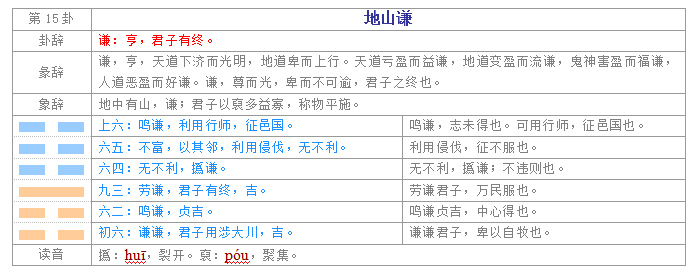 第15卦 地山谦
卦辞 谦：亨，君子有终。
彖辞 谦，亨，天道下济而光明，地道卑而上行。天道亏盈而益谦，地道变盈而流谦，鬼神害盈而福谦，
人道恶盈而好谦。谦，尊而光，卑而不可逾，君子之终也。
象辞 地中有山，谦；君子以裒多益寡，称物平施。
上六：鸣谦，利用行师，征邑国。 鸣谦，志未得也。可用行师，征邑国也。
六五：不富，以其邻，利用侵伐，无不利。 利用侵伐，征不服也。
六四：无不利，撝谦。 无不利，撝谦；不违则也。
九三：劳谦，君子有终，吉。 劳谦君子，万民服也。
六二：鸣谦，贞吉。 鸣谦贞吉，中心得也。
初六：谦谦，君子用涉大川，吉。 谦谦君子，卑以自牧也。
读音 撝：huī，裂开。裒：póu，聚集。